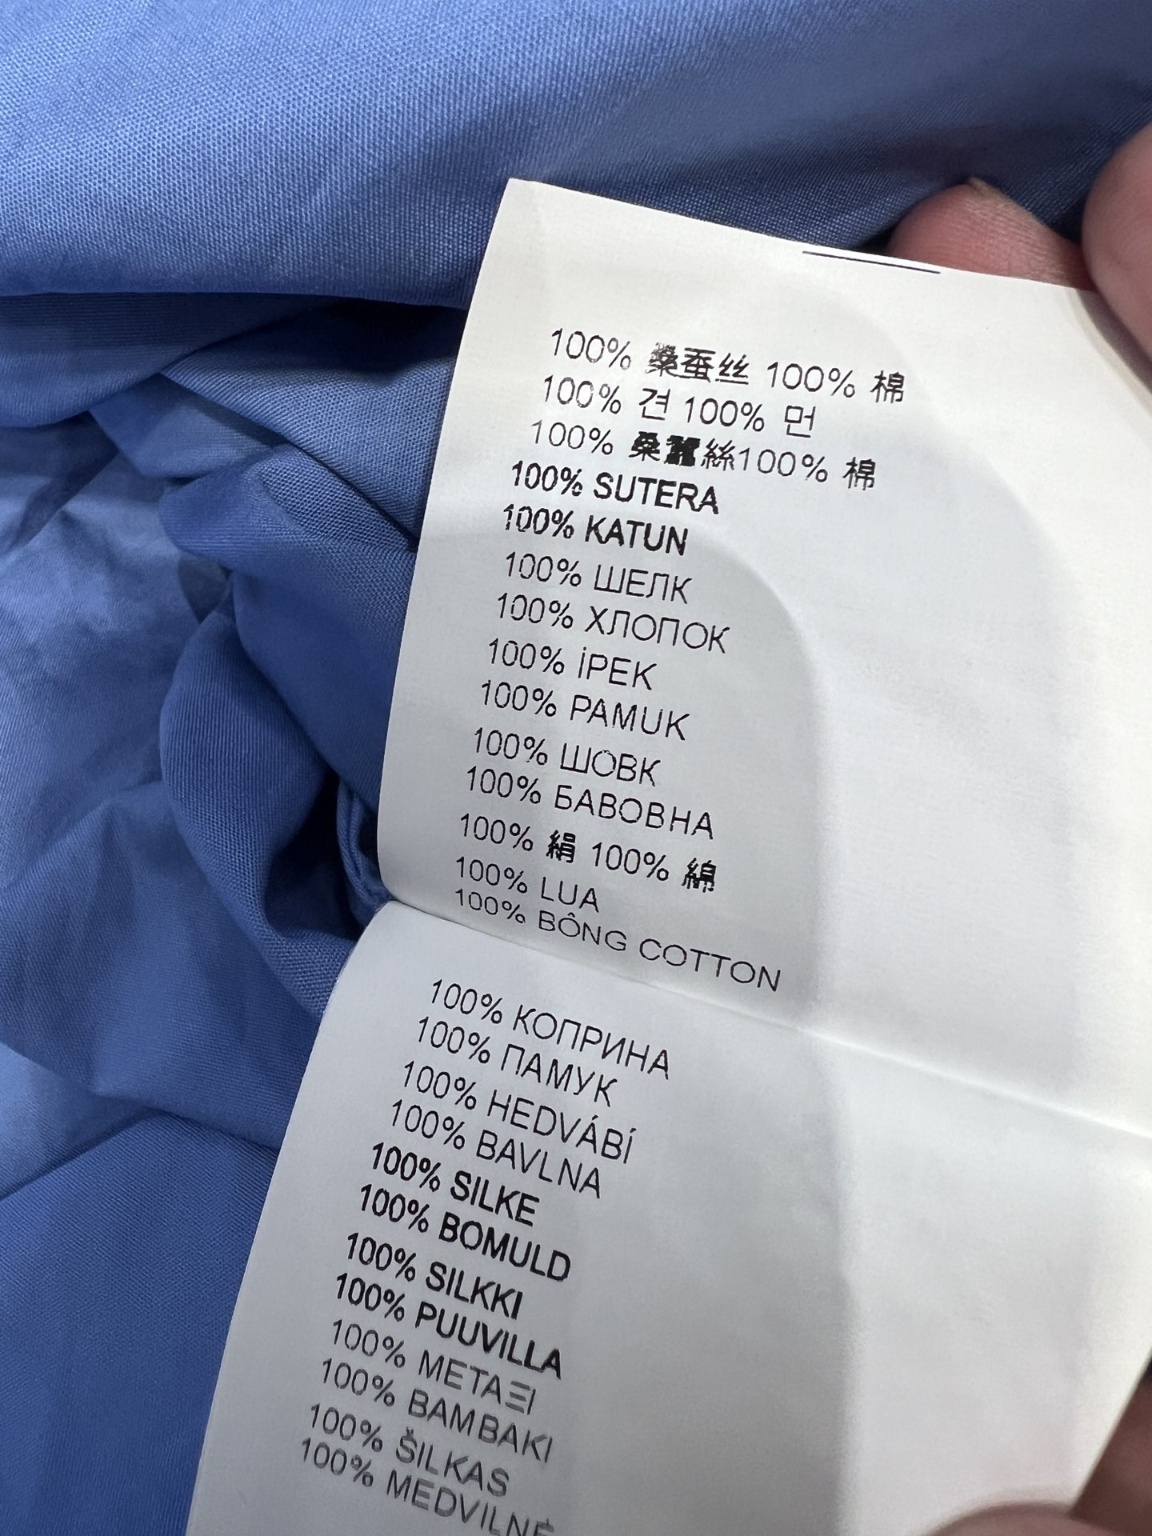 100% 桑蚕丝 100% 棉
100% 견 100% 면
100% 桑蠶絲100% 棉
100% SUTERA
100% KATUN
100% ШЕЛК
100% ХЛОПОК
100% İPEK
100% PAMUK
100% ШОВК
100% БАВОВНА
100% 絹 100% 綿
100% LUA
100% BÔNG COTTON
100% КОПРИНА
100% ПАМУК
100% HEDVÁBÍ
100% BAVLNA
100% SILKE
100% BOMULD
100% SILKKI
100% PUUVILLA
100% ΜΕΤΑΞΙ
100% BAMBAKI
100% ŠILKAS
100% MEDVILNĖ